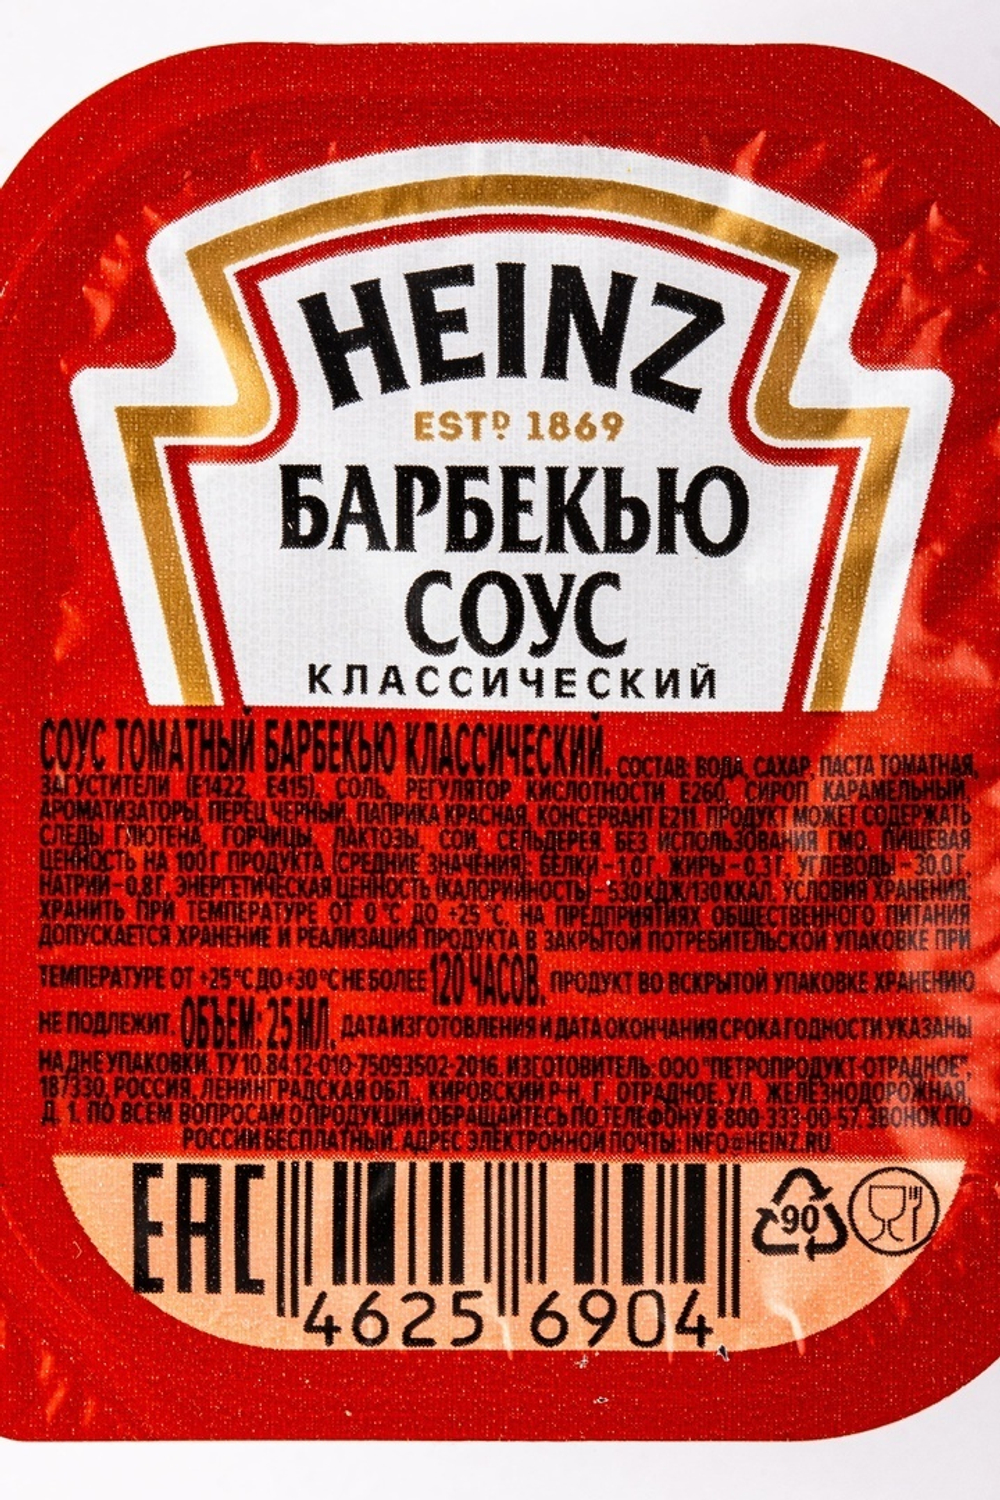 HEINZ
ESTD 1869
БАРБЕКЬЮ
СОУС
КЛАССИЧЕСКИЙ
СОУС ТОМАТНЫЙ БАРБЕКЬЮ КЛАССИЧЕСКИЙ. СОСТАВ: ВОДА, САХАР, ПАСТА ТОМАТНАЯ,
ЗАГУСТИТЕЛИ (Е1422, Е415), СОЛЬ, РЕГУЛЯТОР КИСЛОТНОСТИ Е260, СИРОП КАРАМЕЛЬНЫЙ,
АРОМАТИЗАТОРЫ, ПЕРЕЦ ЧЕРНЫЙ, ПАПРИКА КРАСНАЯ, КОНСЕРВАНТ Е211. ПРОДУКТ МОЖЕТ СОДЕРЖАТЬ
СЛЕДЫ ГЛЮТЕНА, ГОРЧИЦЫ, ЛАКТОЗЫ, СОИ, СЕЛЬДЕРЕЯ. БЕЗ ИСПОЛЬЗОВАНИЯ ГМО. ПИЩЕВАЯ
ЦЕННОСТЬ НА 100 Г ПРОДУКТА (СРЕДНИЕ ЗНАЧЕНИЯ): БЕЛКИ – 1,0 Г, ЖИРЫ – 0,3 Г, УГЛЕВОДЫ – 30,0 Г,
НАТРИЙ – 0,8 Г, ЭНЕРГЕТИЧЕСКАЯ ЦЕННОСТЬ (КАЛОРИЙНОСТЬ) – 530 КДЖ/130 ККАЛ. УСЛОВИЯ ХРАНЕНИЯ:
ХРАНИТЬ ПРИ ТЕМПЕРАТУРЕ ОТ 0 °С ДО +25 °С. НА ПРЕДПРИЯТИЯХ ОБЩЕСТВЕННОГО ПИТАНИЯ
ДОПУСКАЕТСЯ ХРАНЕНИЕ И РЕАЛИЗАЦИЯ ПРОДУКТА В ЗАКРЫТОЙ ПОТРЕБИТЕЛЬСКОЙ УПАКОВКЕ ПРИ
ТЕМПЕРАТУРЕ ОТ +25 °С ДО +30 °С НЕ БОЛЕЕ 120 ЧАСОВ. ПРОДУКТ ВО ВСКРЫТОЙ УПАКОВКЕ ХРАНЕНИЮ
НЕ ПОДЛЕЖИТ. ОБЪЕМ: 25 МЛ. ДАТА ИЗГОТОВЛЕНИЯ И ДАТА ОКОНЧАНИЯ СРОКА ГОДНОСТИ УКАЗАНЫ
НА ДНЕ УПАКОВКИ. ТУ 10.84.12-010-75093502-2016. ИЗГОТОВИТЕЛЬ: ООО "ПЕТРОПРОДУКТ-ОТРАДНОЕ",
187330, РОССИЯ, ЛЕНИНГРАДСКАЯ ОБЛ., КИРОВСКИЙ Р-Н, Г. ОТРАДНОЕ, УЛ. ЖЕЛЕЗНОДОРОЖНАЯ,
Д. 1. ПО ВСЕМ ВОПРОСАМ О ПРОДУКЦИИ ОБРАЩАЙТЕСЬ ПО ТЕЛЕФОНУ 8 800-333-00-57. ЗВОНОК ПО
РОССИИ БЕСПЛАТНЫЙ. АДРЕС ЭЛЕКТРОННОЙ ПОЧТЫ: INFO@HEINZ.RU.
EAC
4625 6904
90